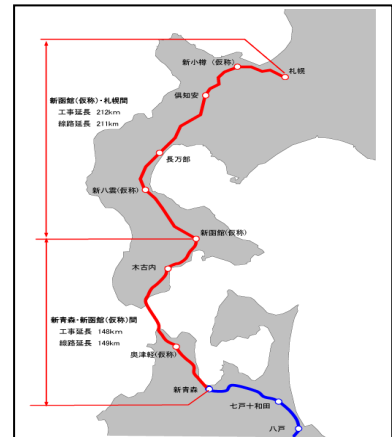 新小樽（仮称）
札幌
倶知安
新函館(仮称)・札幌間
工事延長 212km
線路延長 211km
長万部
新八雲(仮称)
新函館(仮称)
木古内
新青森・新函館(仮称)間
工事延長 148km
線路延長 149km
奥津軽(仮称)
新青森
七戸十和田
八戸